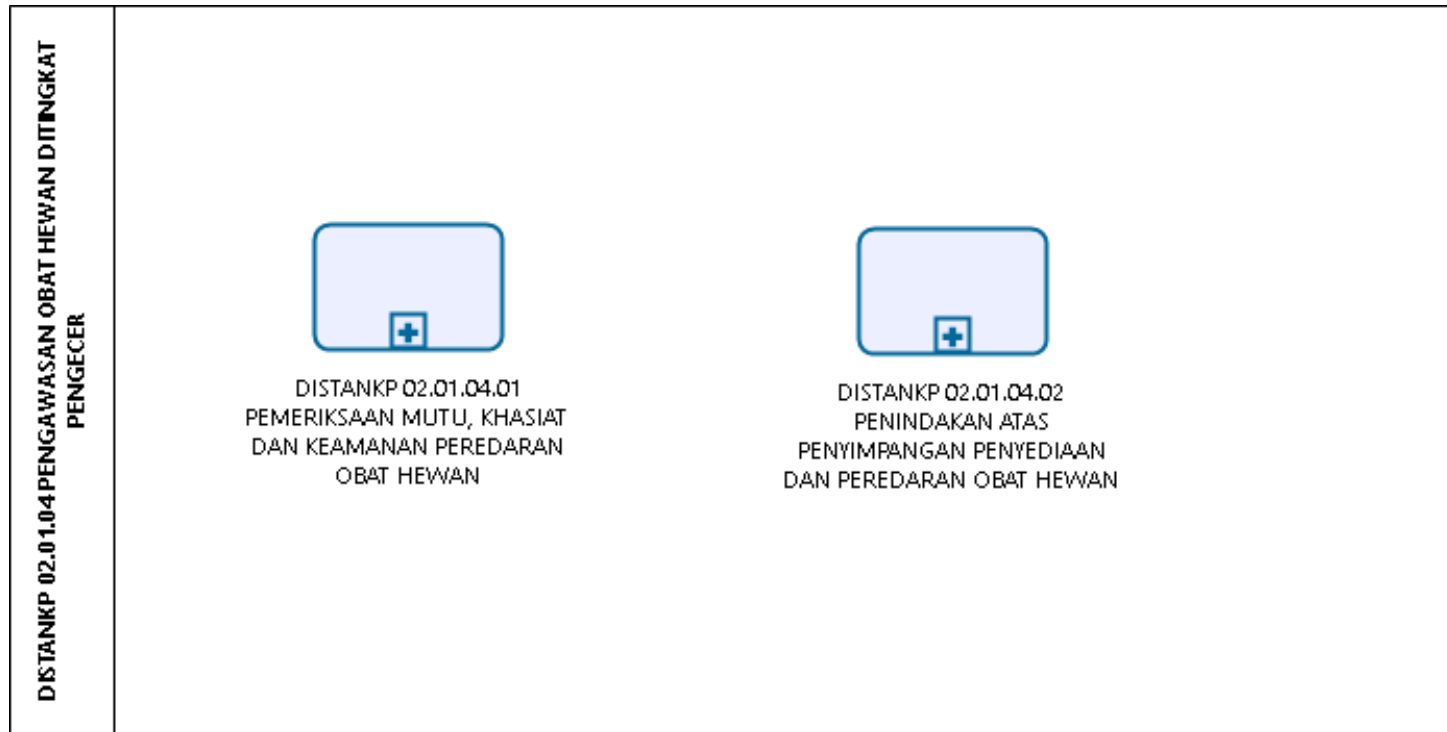 DISTANKP 02.01.04 PENGAWASAN OBAT HEWAN DITINGKAT
PENGECER
DISTANKP 02.01.04.01
PEMERIKSAAN MUTU, KHASIAT
DAN KEAMANAN PEREDARAN
OBAT HEWAN
DISTANKP 02.01.04.02
PENINDAKAN ATAS
PENYIMPANGAN PENYEDIAAN
DAN PEREDARAN OBAT HEWAN